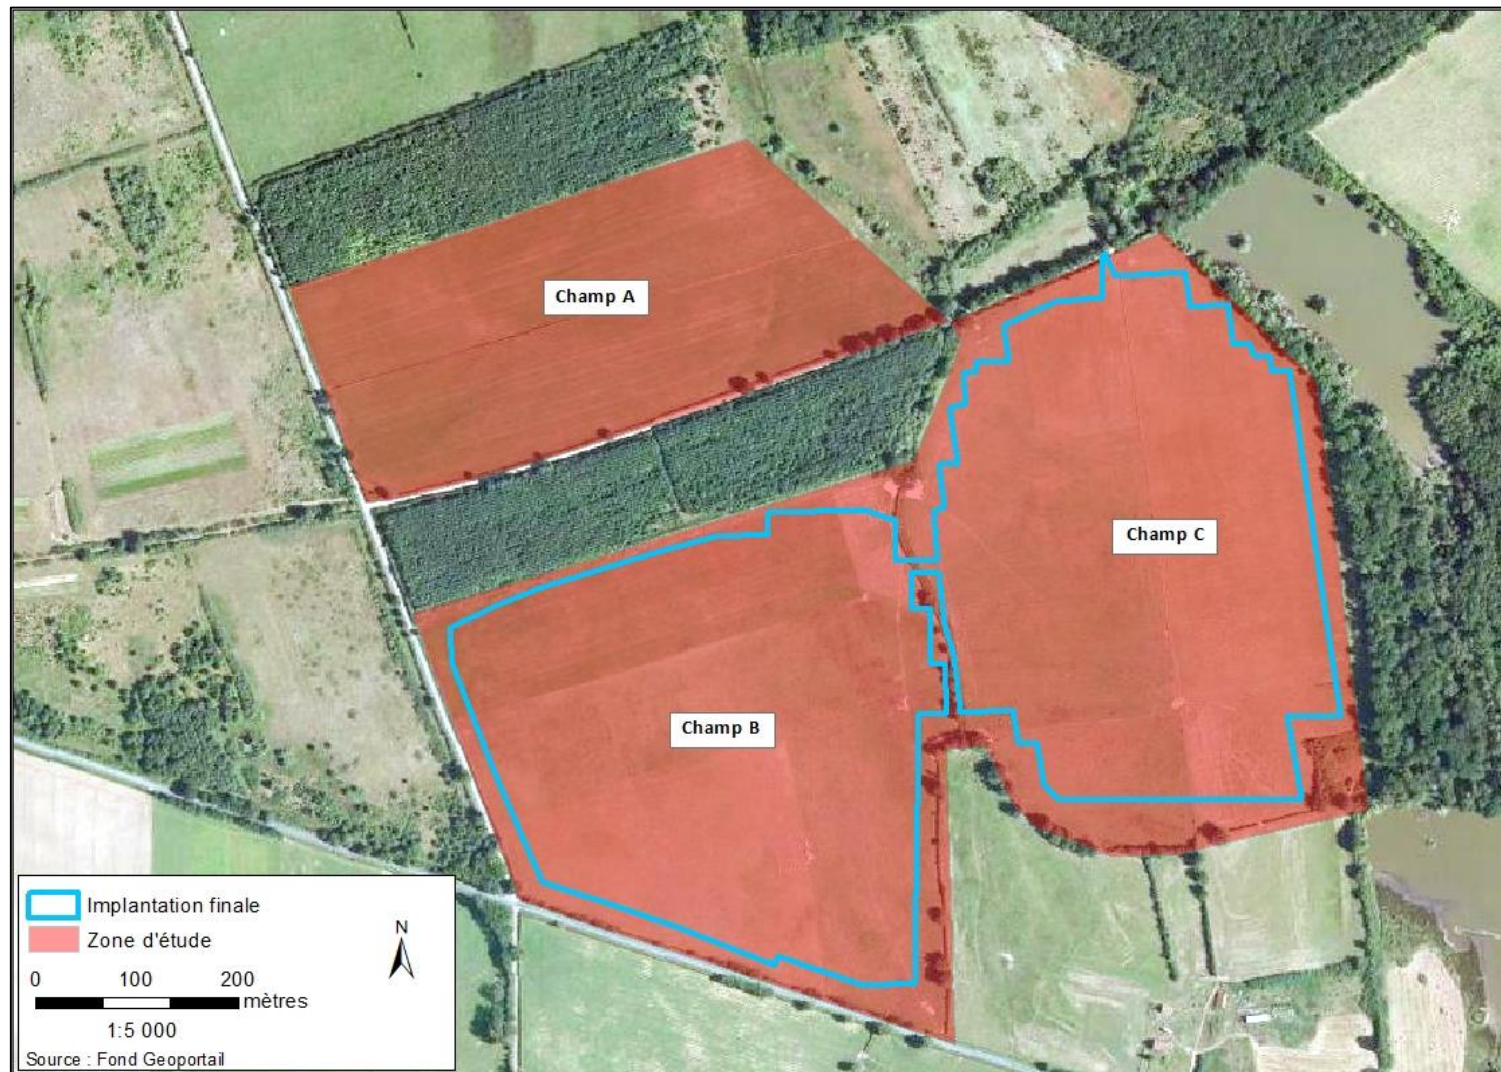 Champ A
Champ C
Champ B
Implantation finale
Zone d'étude
N
0 100 200
mètres
1:5 000
Source : Fond Geoportail